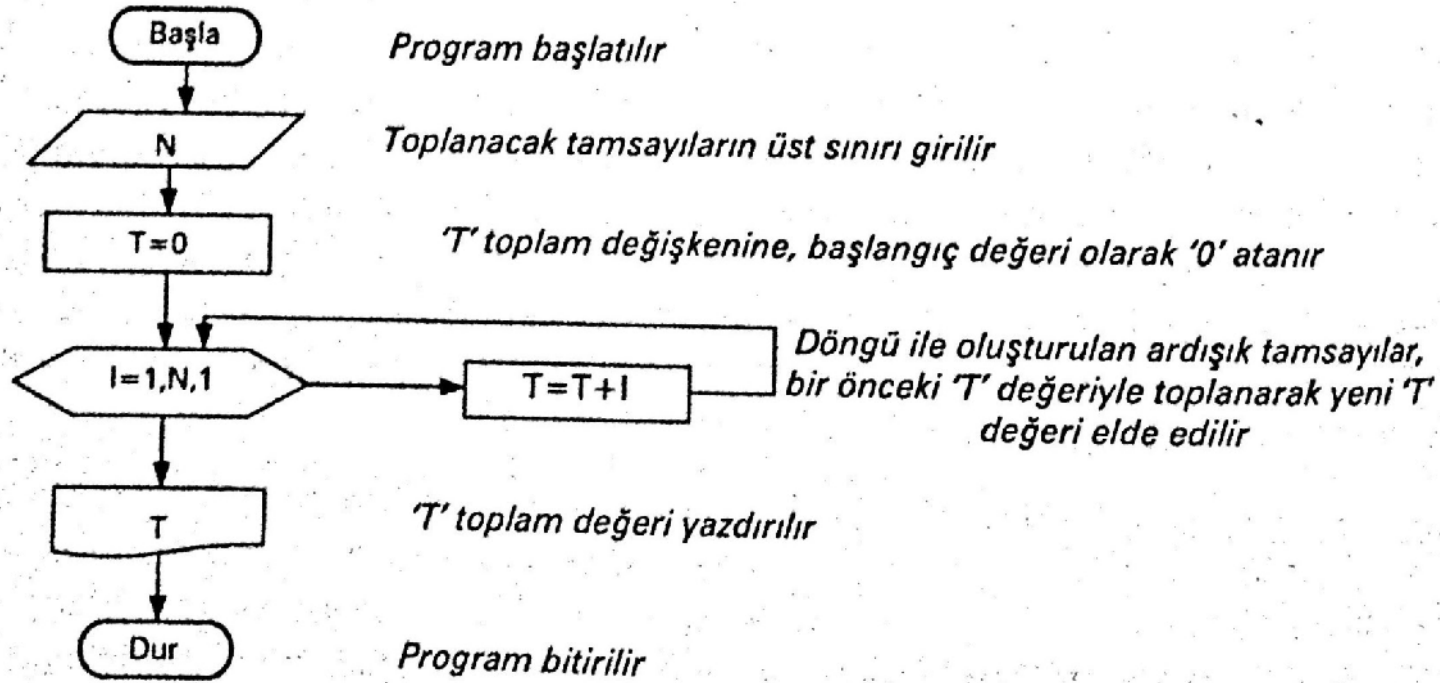 Başla
Program başlatılır
N
Toplanacak tamsayıların üst sınırı girilir
T=0
'T' toplam değişkenine, başlangıç değeri olarak '0' atanır
I=1,N,1
T=T+I
Döngü ile oluşturulan ardışık tamsayılar,
bir önceki 'T' değeriyle toplanarak yeni 'T'
değeri elde edilir
T
'T' toplam değeri yazdırılır
Dur
Program bitirilir